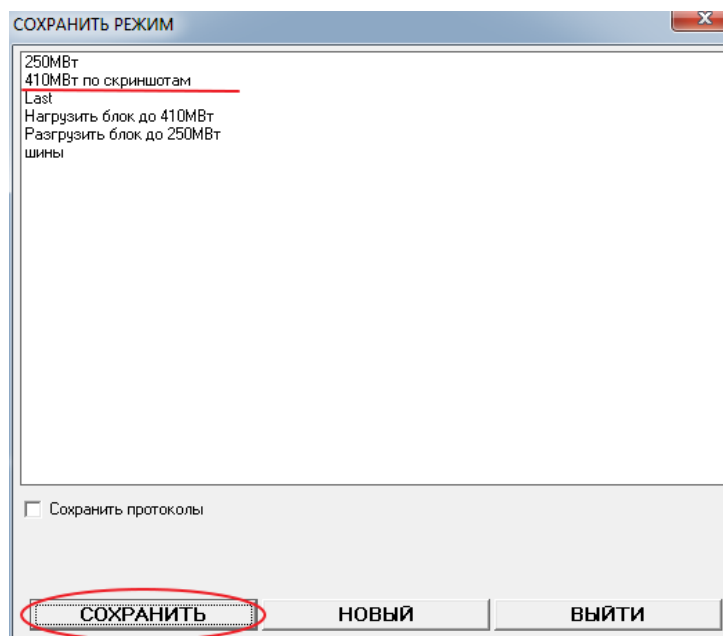 СОХРАНИТЬ РЕЖИМ
250МВт
410МВт по скриншотам
Last
Нагрузить блок до 410МВт
Разгрузить блок до 250МВт
шины
Сохранить протоколы
СОХРАНИТЬ НОВЫЙ ВЫЙТИ